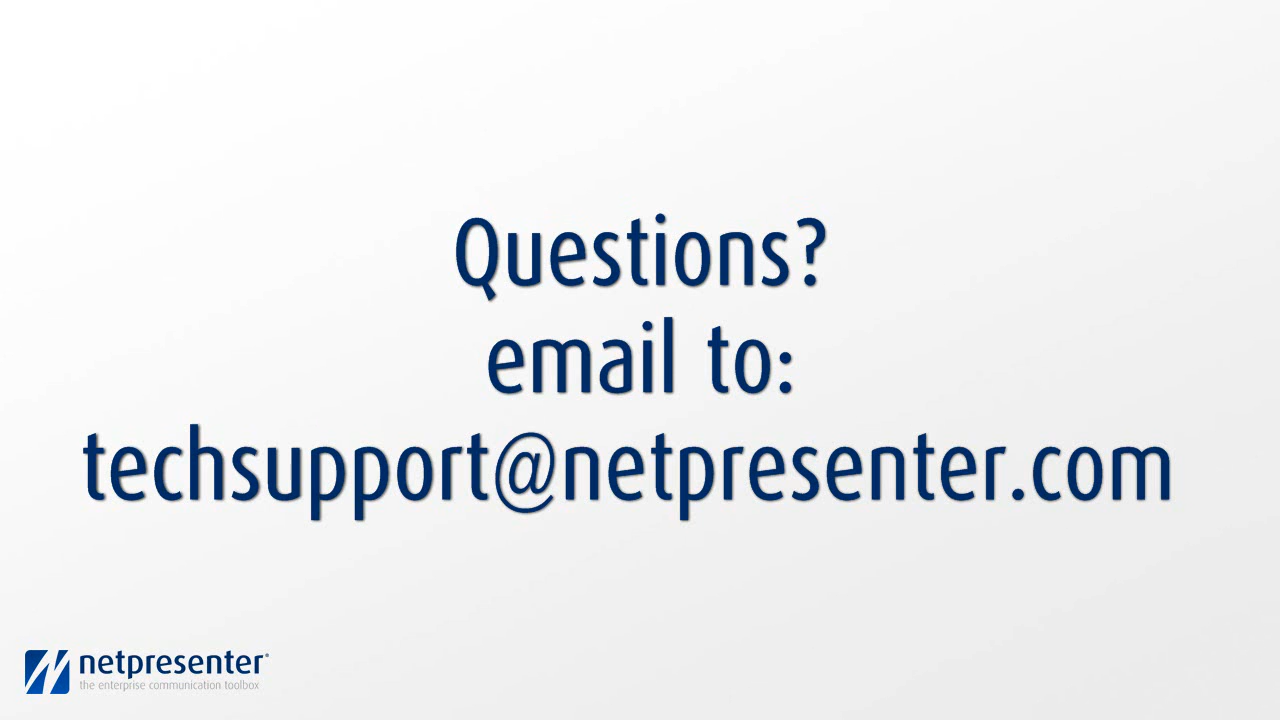 Questions?
email to:
techsupport@netpresenter.com
netpresenter®
the enterprise communication toolbox